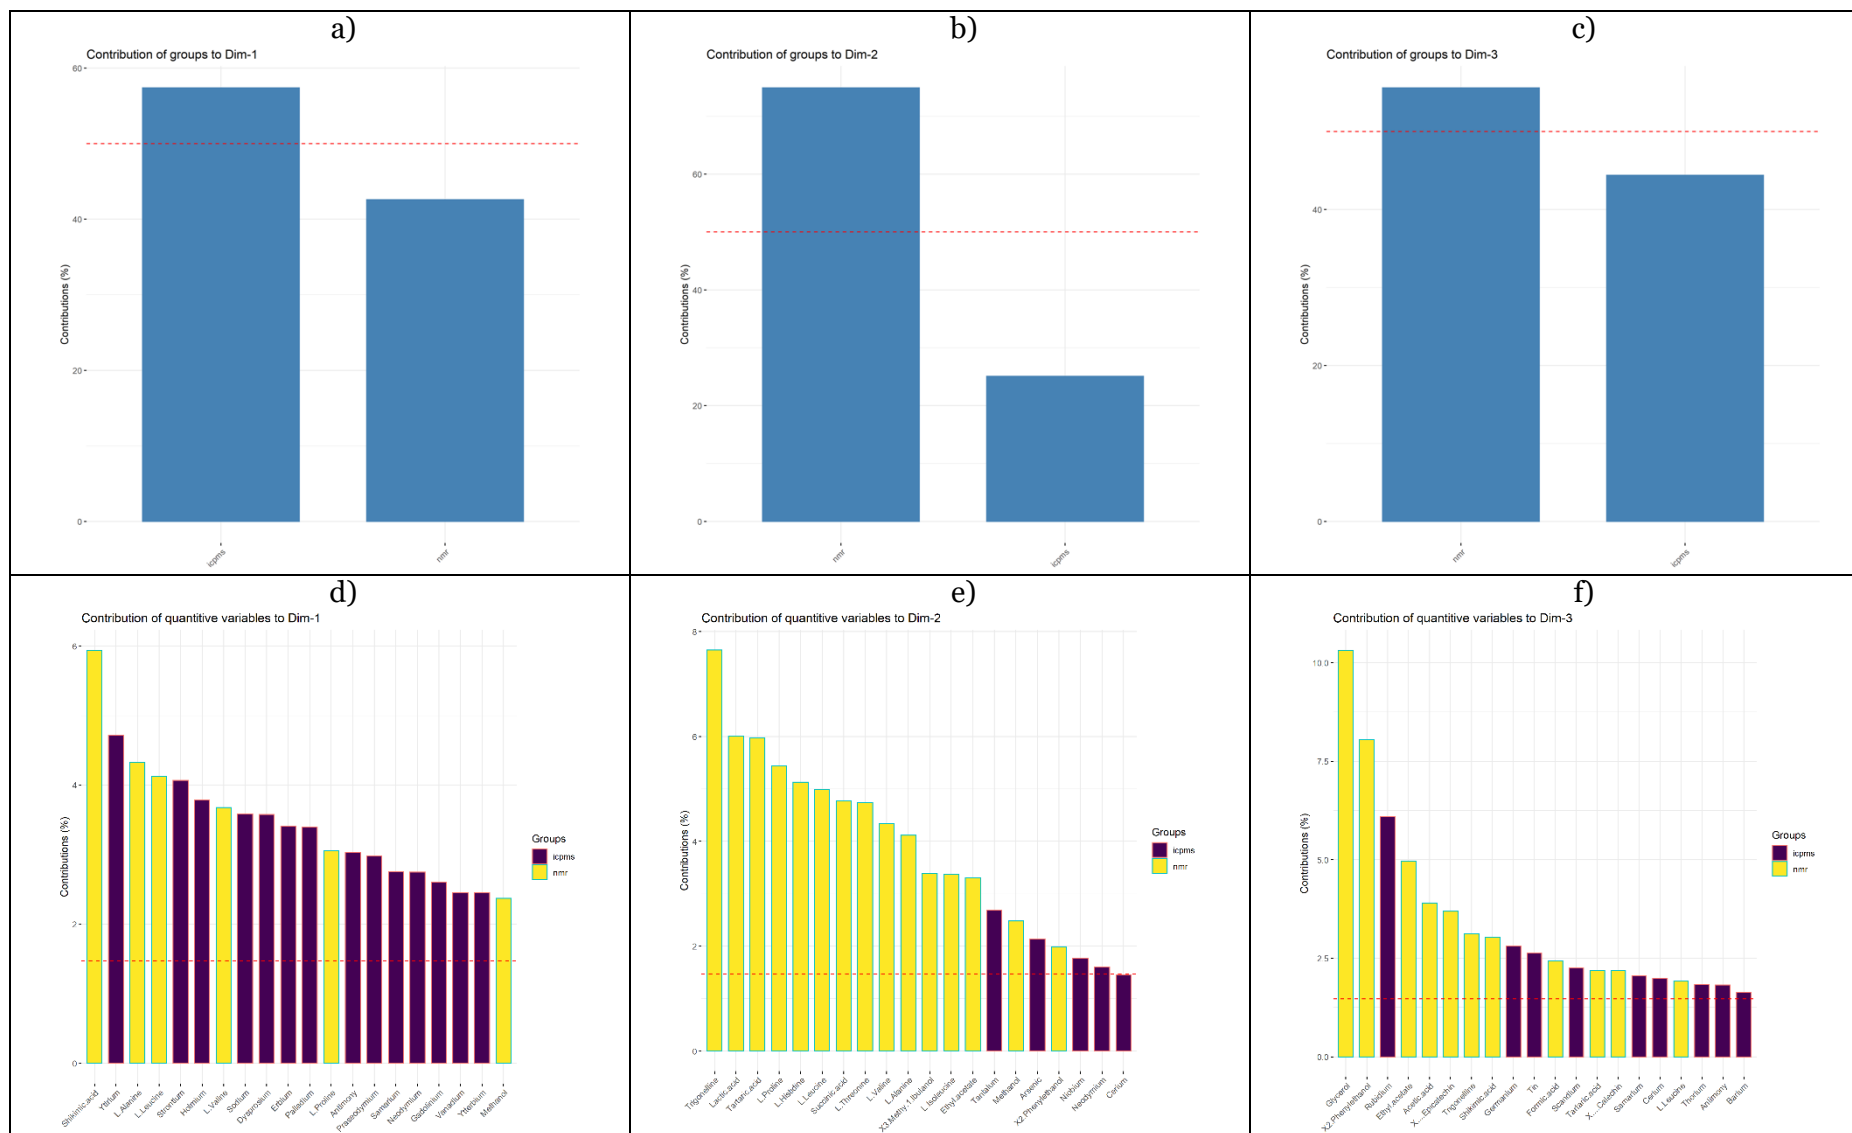 a)
Contribution of groups to Dim-1
60
40
20
0
Contributions (%)
icpms
nmr
b)
Contribution of groups to Dim-2
60
40
20
0
Contributions (%)
nmr
icpms
c)
Contribution of groups to Dim-3
40
20
0
Contributions (%)
nmr
icpms
d)
Contribution of quantitive variables to Dim-1
6
4
2
0
Contributions (%)
Shikimic.acid
Yttrium
L.Alanine
L.Leucine
Strontium
Holmium
L.Valine
Sodium
Dysprosium
Erbium
Palladium
L.Proline
Antimony
Praseodymium
Samarium
Neodymium
Gadolinium
Vanadium
Ytterbium
Methanol
Groups
icpms
nmr
e)
Contribution of quantitive variables to Dim-2
8
6
4
2
0
Contributions (%)
Trigonelline
Lactic.acid
Tartaric.acid
L.Proline
L.Histidine
L.Leucine
Succinic.acid
L.Threonine
L.Valine
L.Alanine
X3.Methyl.1.butanol
L.Isoleucine
Ethyl.acetate
Tantalum
Methanol
Arsenic
X2.Phenylethanol
Niobium
Neodymium
Cerium
Groups
icpms
nmr
f)
Contribution of quantitive variables to Dim-3
10.0
7.5
5.0
2.5
0.0
Contributions (%)
Glycerol
X2.Phenylethanol
Rubidium
Ethyl.acetate
Acetic.acid
X....Epicatechin
Trigonelline
Shikimic.acid
Germanium
Tin
Formic.acid
Scandium
Tartaric.acid
X....Catechin
Samarium
Cerium
L.Leucine
Thorium
Antimony
Barium
Groups
icpms
nmr